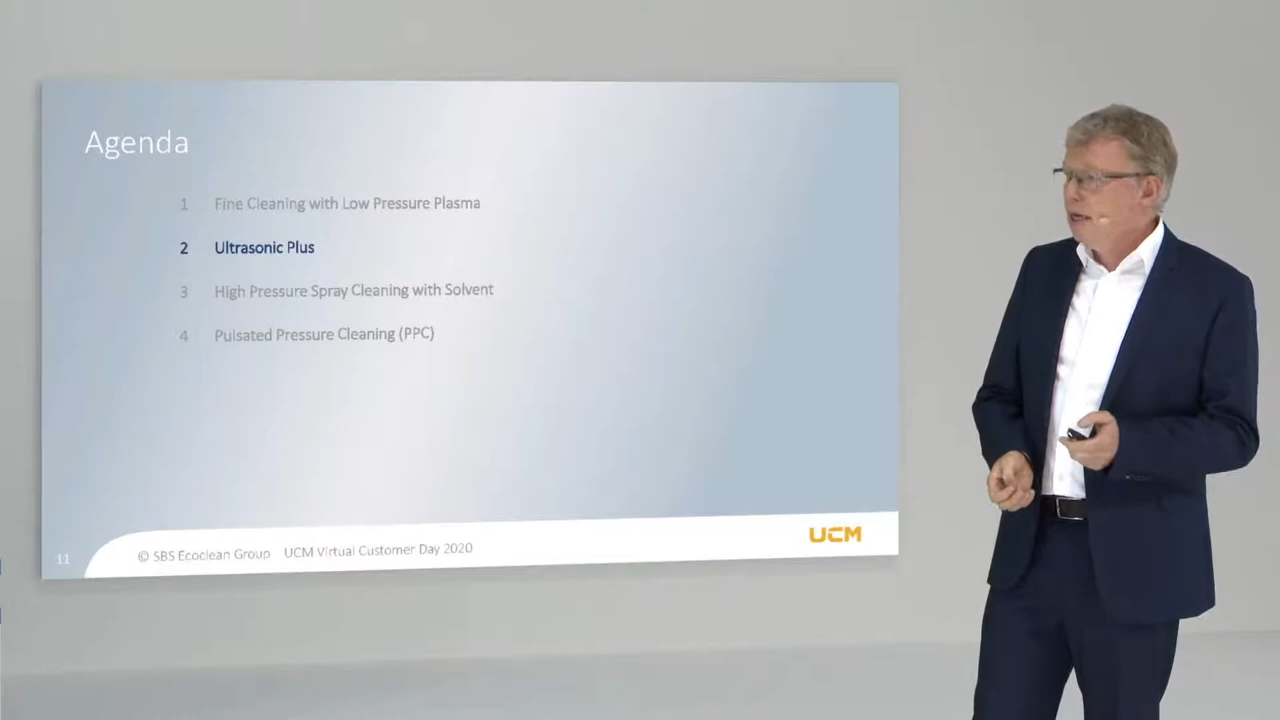 Agenda
1 Fine Cleaning with Low Pressure Plasma
2 Ultrasonic Plus
3 High Pressure Spray Cleaning with Solvent
4 Pulsated Pressure Cleaning (PPC)
11 © SBS Ecoclean Group UCM Virtual Customer Day 2020 UCM